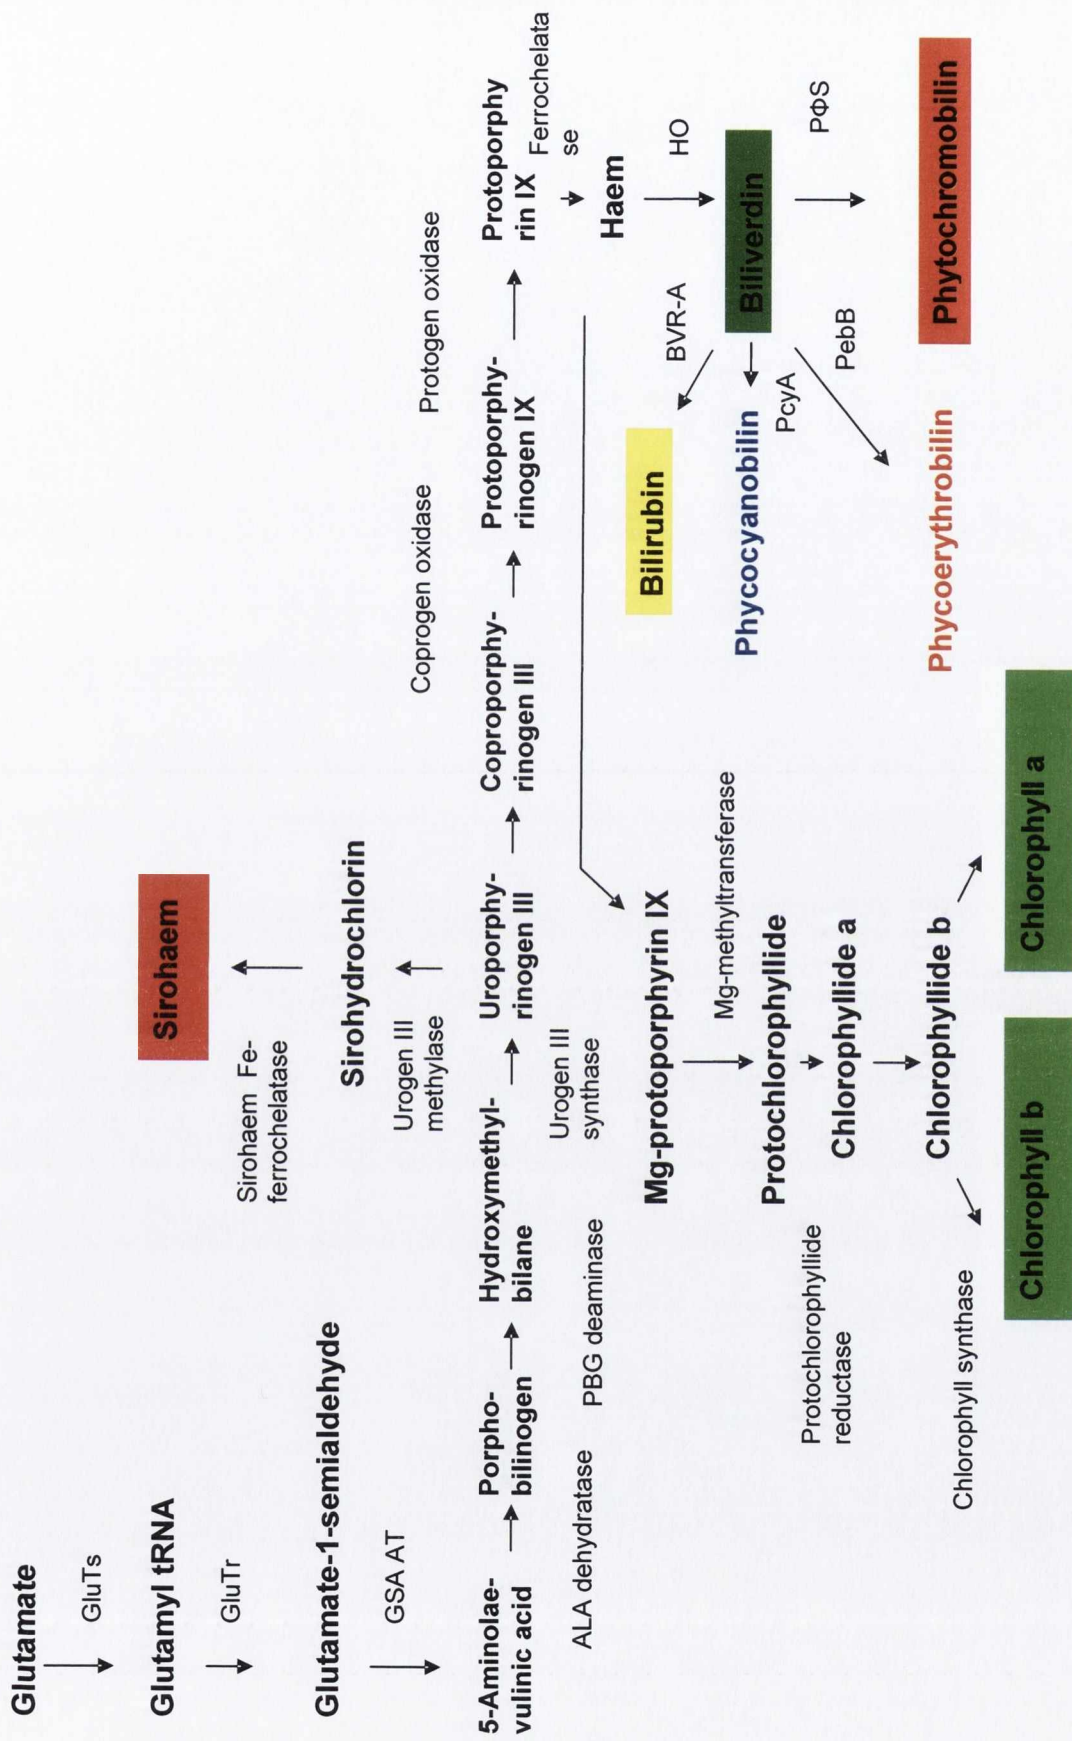 Glutamate
GluTs
Glutamyl tRNA
GluTr
Glutamate-1-semialdehyde
GSA AT
Sirohaem
Sirohaem Fe-
ferrochelatase
Sirohydrochlorin
Urogen III
methylase
5-Aminolae-
vulinic acid
ALA dehydratase
Porpho-
bilinogen
PBG deaminase
Hydroxymethyl-
bilane
Urogen III
synthase
Uroporphy-
rinogen III
Coproporphy-
rinogen III
Coprogen oxidase
Protoporphy-
rinogen IX
Protogen oxidase
Protoporphy
rin IX
Ferrochelata
se
Haem
HO
Biliverdin
BVR-A
Bilirubin
PcyA
Phycocyanobilin
PebB
Phycoerythrobilin
PΦS
Phytochromobilin
Mg-protoporphyrin IX
Mg-methyltransferase
Protochlorophyllide
Protochlorophyllide
reductase
Chlorophyllide a
Chlorophyllide b
Chlorophyll synthase
Chlorophyll b
Chlorophyll a